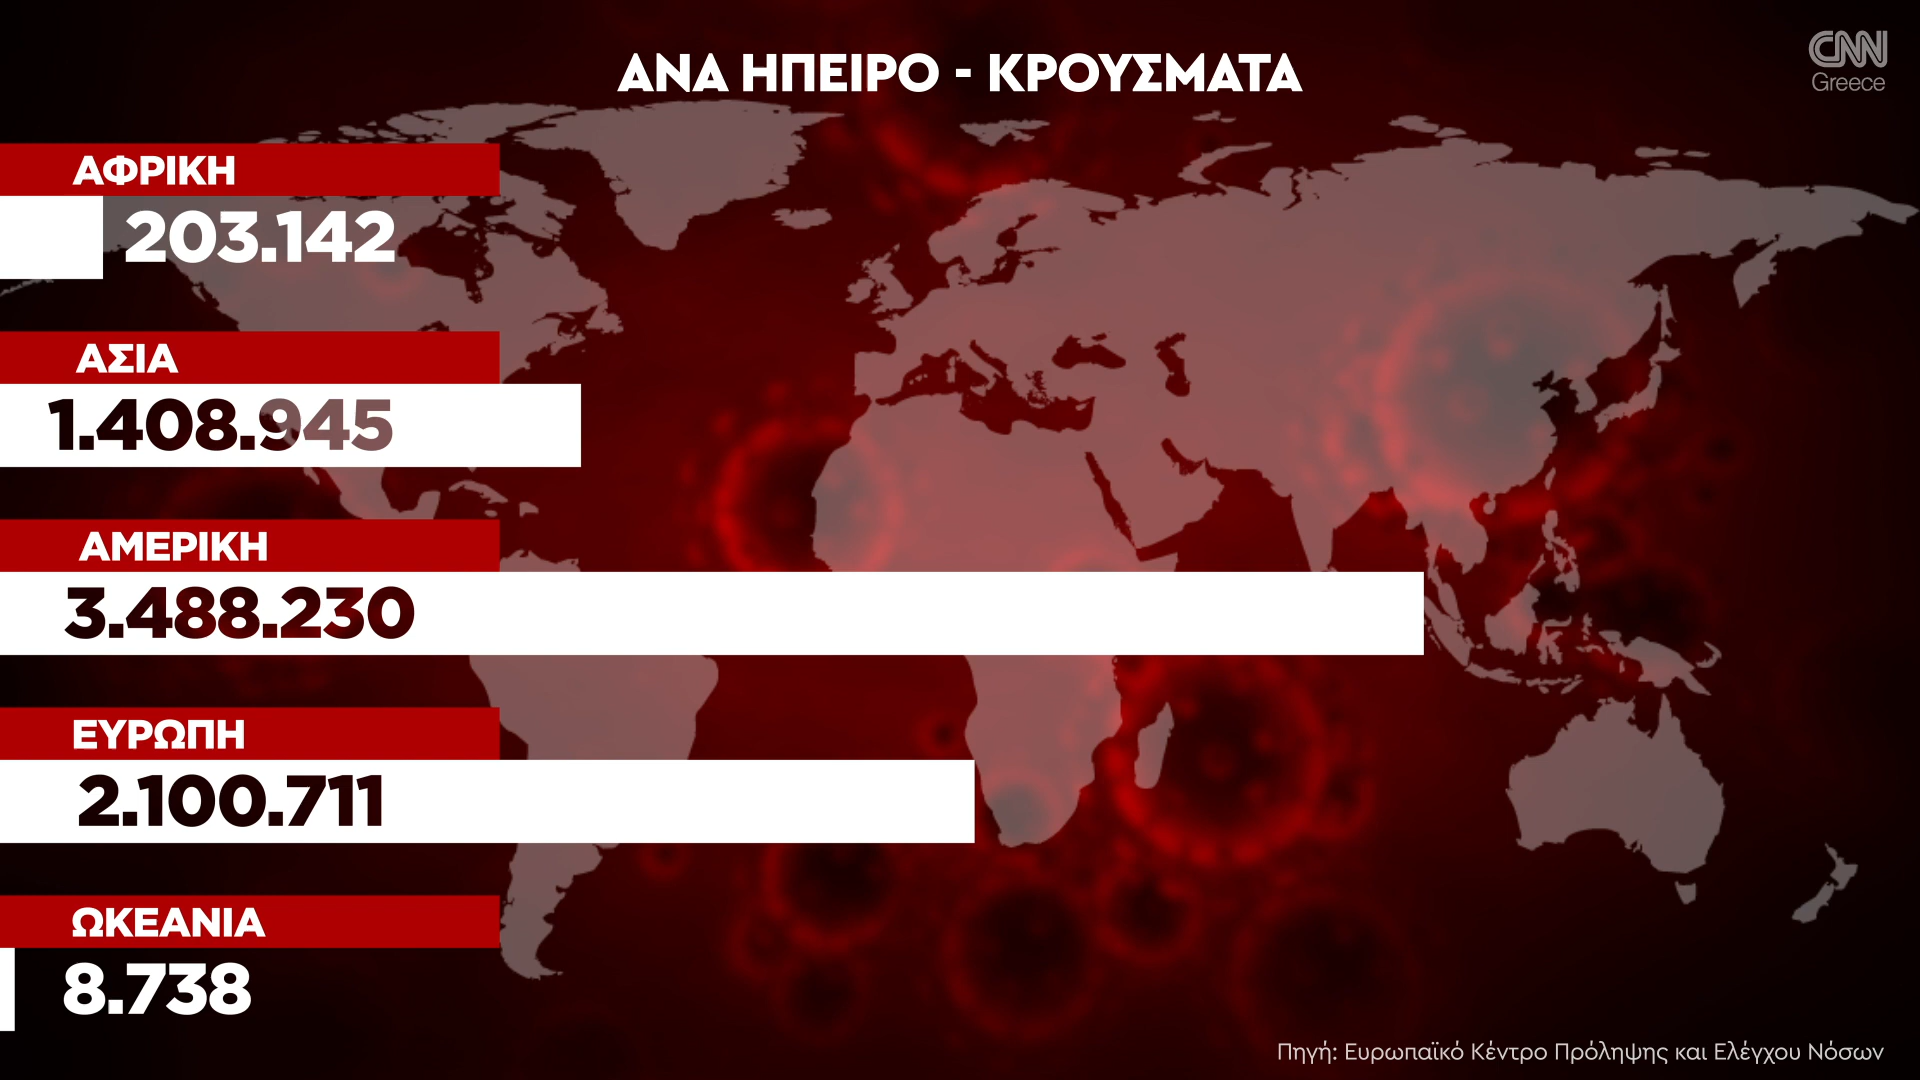 ΑΝΑ ΗΠΕΙΡΟ - ΚΡΟΥΣΜΑΤΑ
CNN
Greece
ΑΦΡΙΚΗ
203.142
ΑΣΙΑ
1.408.945
ΑΜΕΡΙΚΗ
3.488.230
ΕΥΡΩΠΗ
2.100.711
ΩΚΕΑΝΙΑ
8.738
Πηγή: Ευρωπαϊκό Κέντρο Πρόληψης και Ελέγχου Νόσων